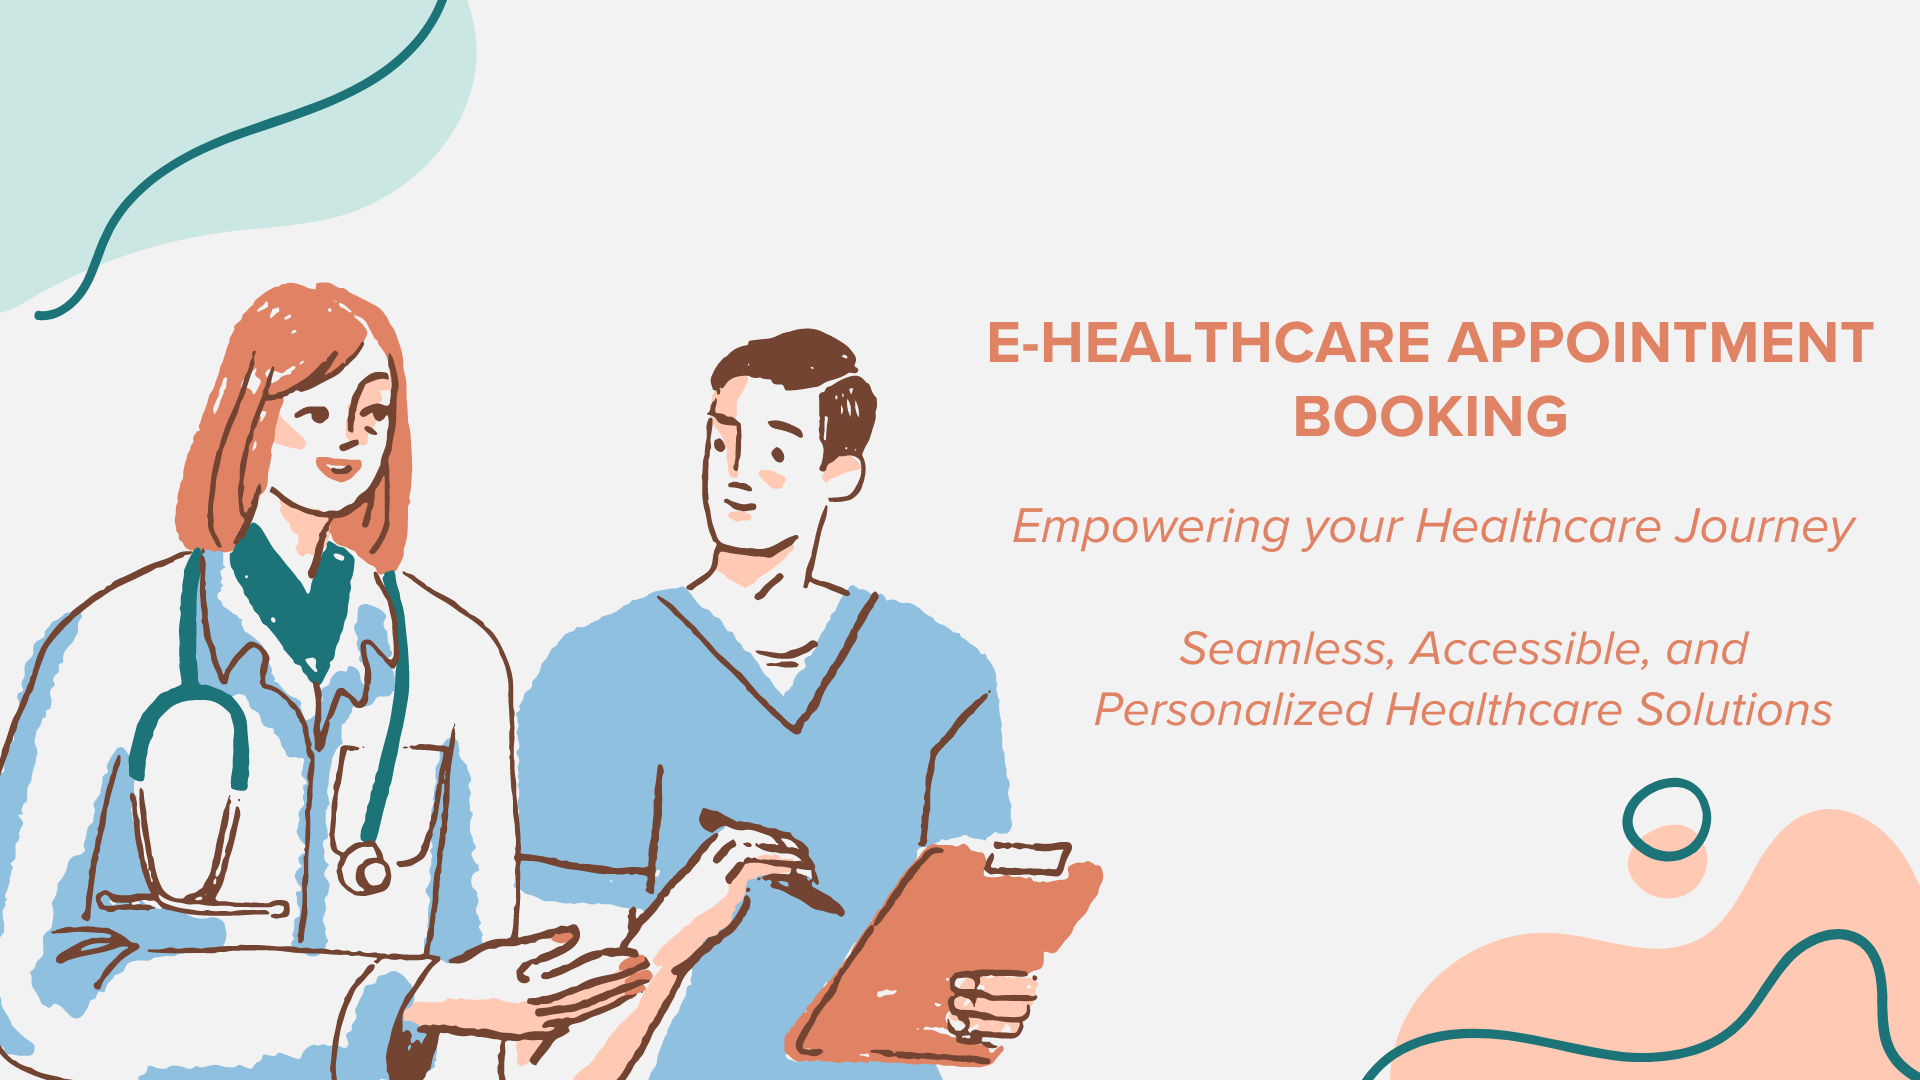 E-HEALTHCARE APPOINTMENT
BOOKING
Empowering your Healthcare Journey
Seamless, Accessible, and
Personalized Healthcare Solutions